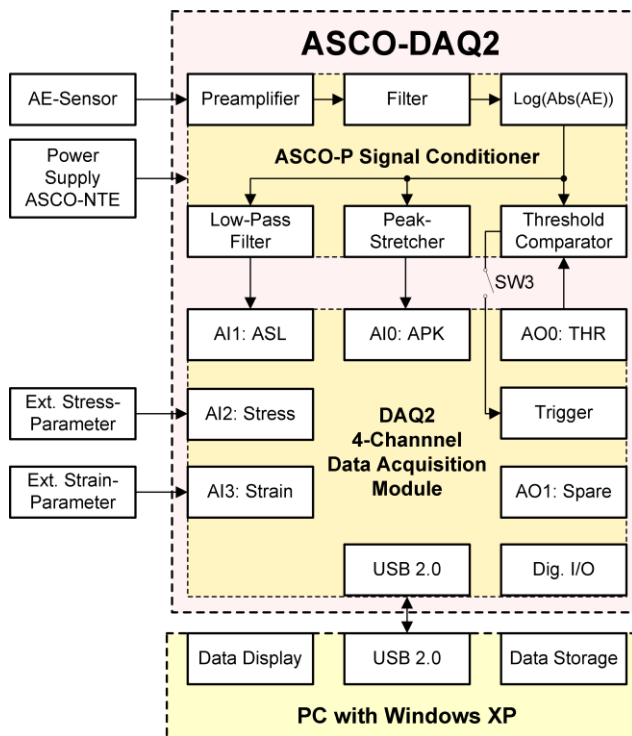 ASCO-DAQ2
AE-Sensor
Preamplifier
Filter
Log(Abs(AE))
Power
Supply
ASCO-NTE
ASCO-P Signal Conditioner
Low-Pass
Filter
Peak-
Stretcher
Threshold
Comparator
SW3
AI1: ASL
AI0: APK
AO0: THR
Ext. Stress-
Parameter
AI2: Stress
DAQ2
4-Channnel
Data Acquisition
Module
Trigger
Ext. Strain-
Parameter
AI3: Strain
AO1: Spare
USB 2.0
Dig. I/O
Data Display
USB 2.0
Data Storage
PC with Windows XP